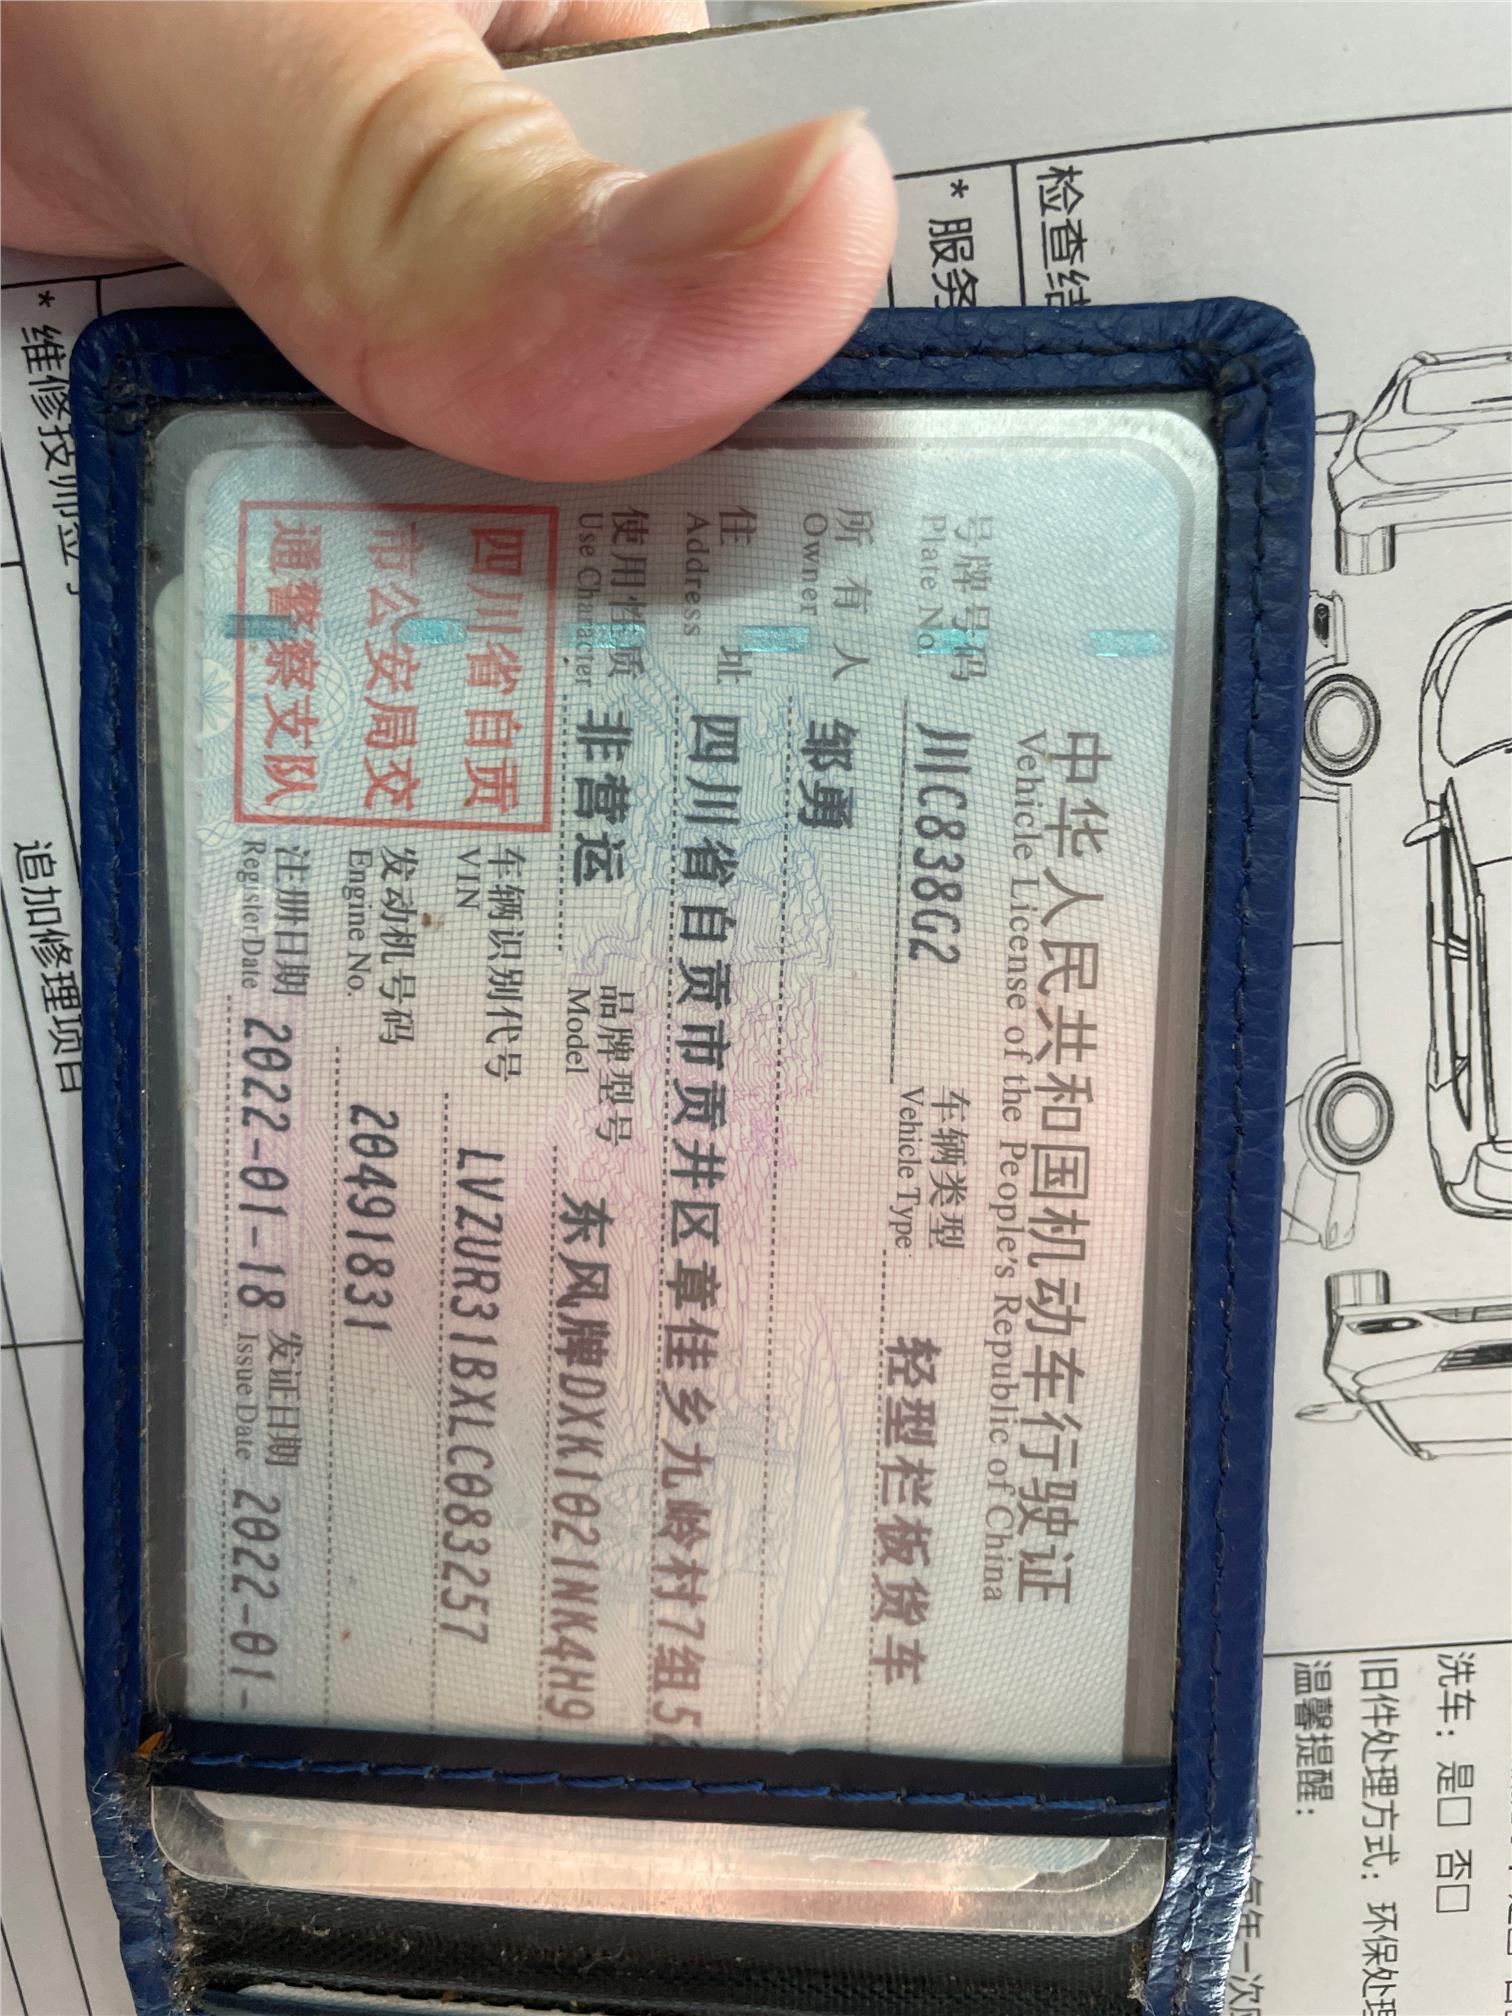 中华人民共和国机动车行驶证
Vehicle License of the People's Republic of China
号牌号码 川C838G2 车辆类型 轻型栏板货车
Plate No. Vehicle Type
所有人 邹勇
Owner
住址 四川省自贡市贡井区章佳乡九岭村7组5
Address
使用性质 非营运 品牌型号 东风牌DXK1021NK4H9
Use Character Model
四川省自贡
市公安局交
通警察支队
车辆识别代号 LVZUR31BXLC083257
VIN
发动机号码 20491831
Engine No.
注册日期 2022-01-18 发证日期 2022-01-
Register Date Issue Date
检查结
* 服务
* 维修技师签字
追加修理项目
洗车: 是□ 否□
旧件处理方式: 环保处理
温馨提醒:
每年一次